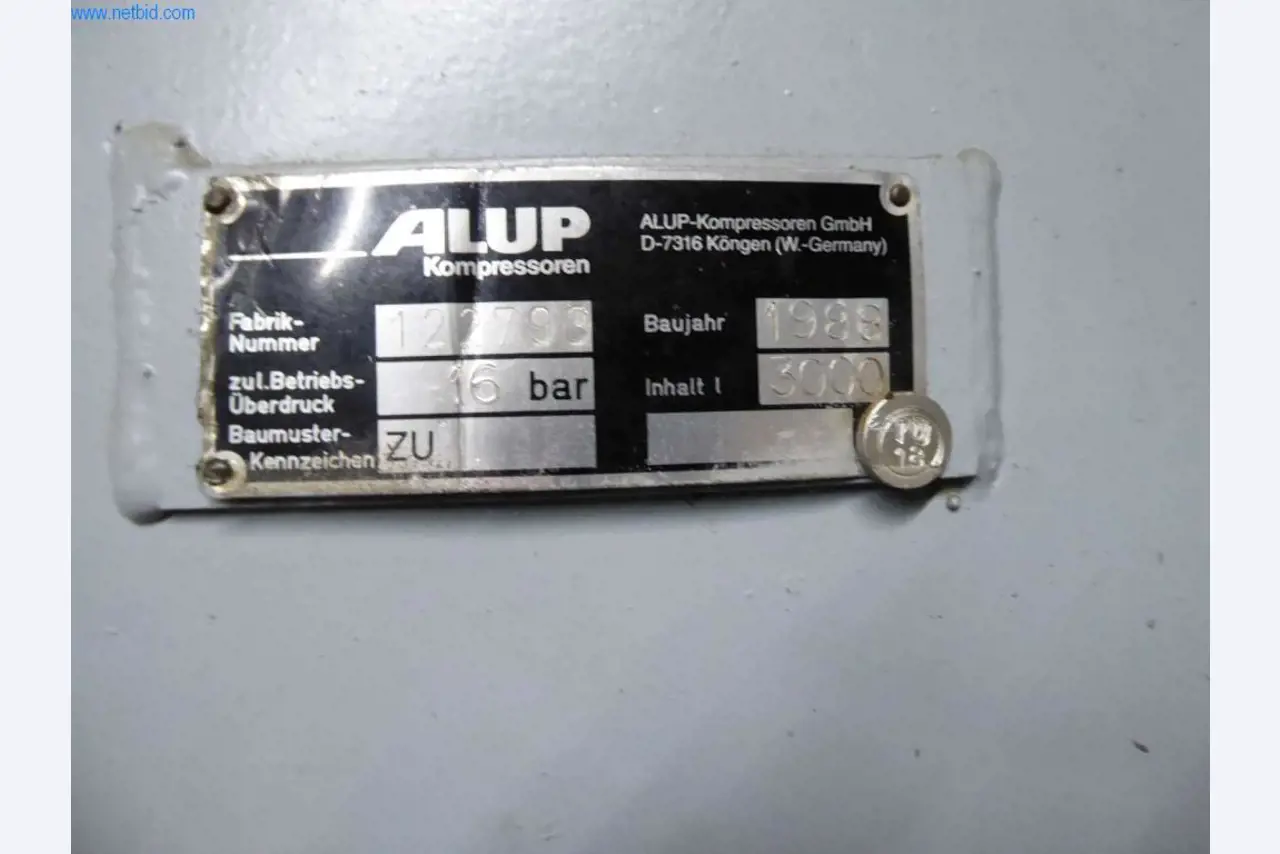 www.netbid.com
ALUP
Kompressoren
ALUP-Kompressoren GmbH
D-7316 Köngen (W.-Germany)
Fabrik-
Nummer
122799
Baujahr
1988
zul.Betriebs-
Überdruck
16 bar
Inhalt l
3000
Baumuster-
Kennzeichen
ZU